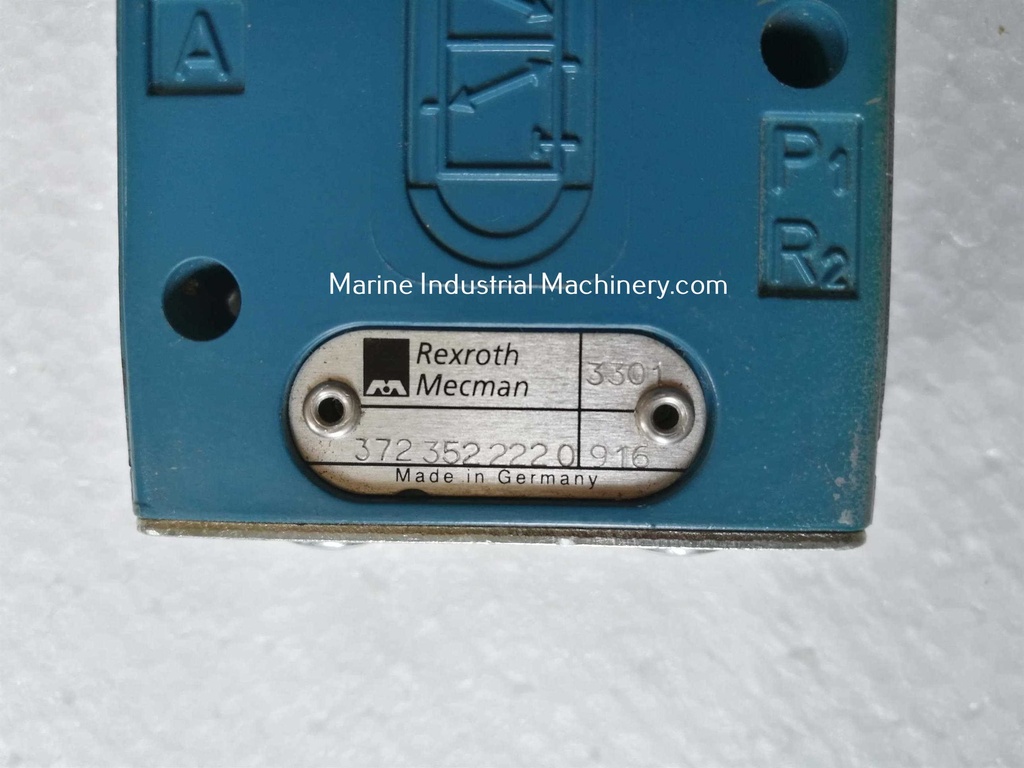 A
P1
R2
Marine Industrial Machinery.com
Rexroth
Mecman
3301
372 352 222 0 916
Made in Germany